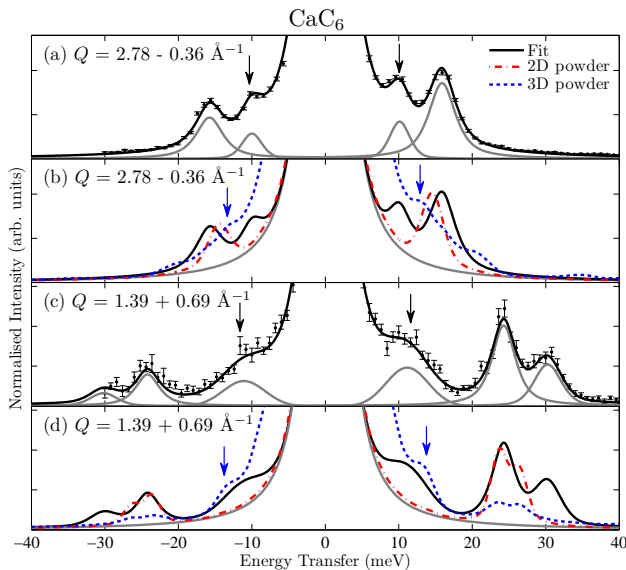 CaC₆
(a) Q = 2.78 - 0.36 Å⁻¹
Fit
2D powder
3D powder
(b) Q = 2.78 - 0.36 Å⁻¹
(c) Q = 1.39 + 0.69 Å⁻¹
(d) Q = 1.39 + 0.69 Å⁻¹
Normalised Intensity (arb. units)
−40 −30 −20 −10 0 10 20 30 40
Energy Transfer (meV)